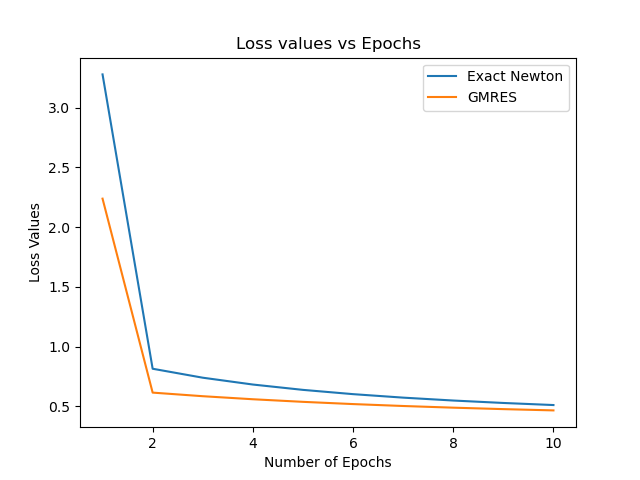 Loss values vs Epochs
Exact Newton
GMRES
3.0
2.5
2.0
1.5
1.0
0.5
Loss Values
2 4 6 8 10
Number of Epochs